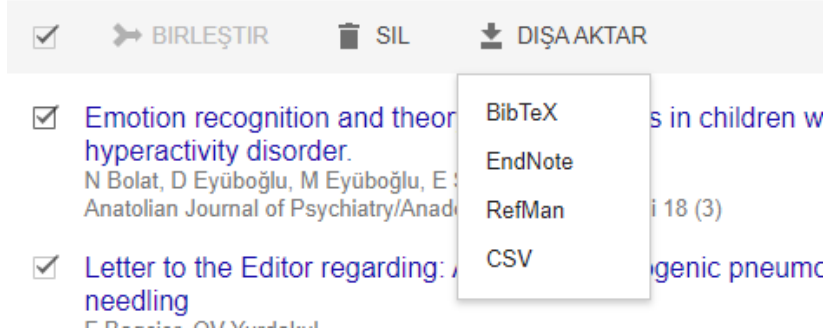 BIRLEŞTIR SIL DIŞA AKTAR
BibTeX
EndNote
RefMan
CSV
Emotion recognition and theor s in children w
hyperactivity disorder.
N Bolat, D Eyüboğlu, M Eyüboğlu, E
Anatolian Journal of Psychiatry/Anad i 18 (3)
Letter to the Editor regarding: ogenic pneumo
needling